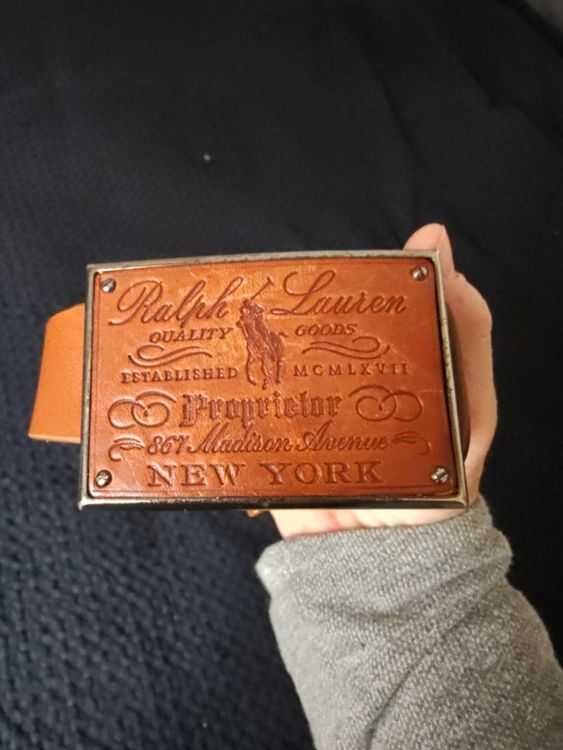 Ralph Lauren
QUALITY GOODS
ESTABLISHED MCMLXVII
Proprietor
867 Madison Avenue
NEW YORK